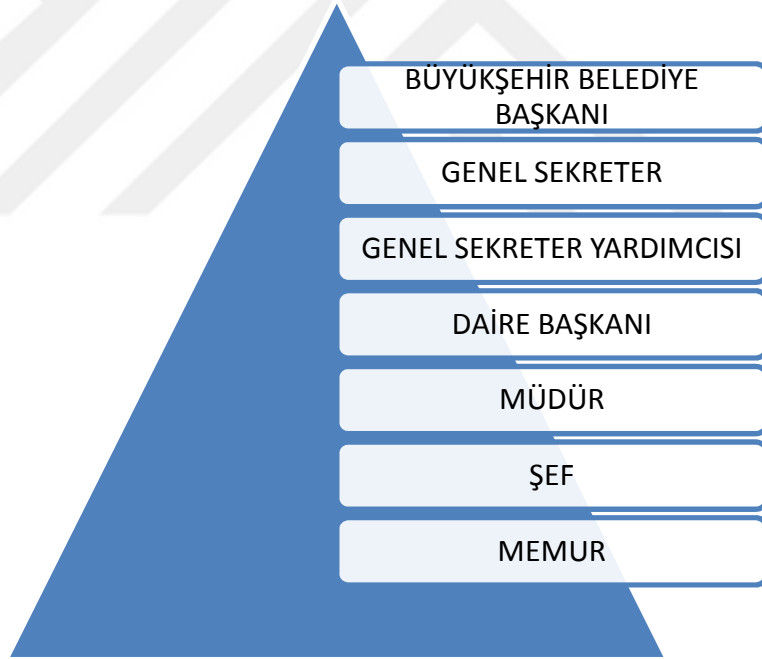 BÜYÜKŞEHİR BELEDİYE
BAŞKANI
GENEL SEKRETER
GENEL SEKRETER YARDIMCISI
DAİRE BAŞKANI
MÜDÜR
ŞEF
MEMUR